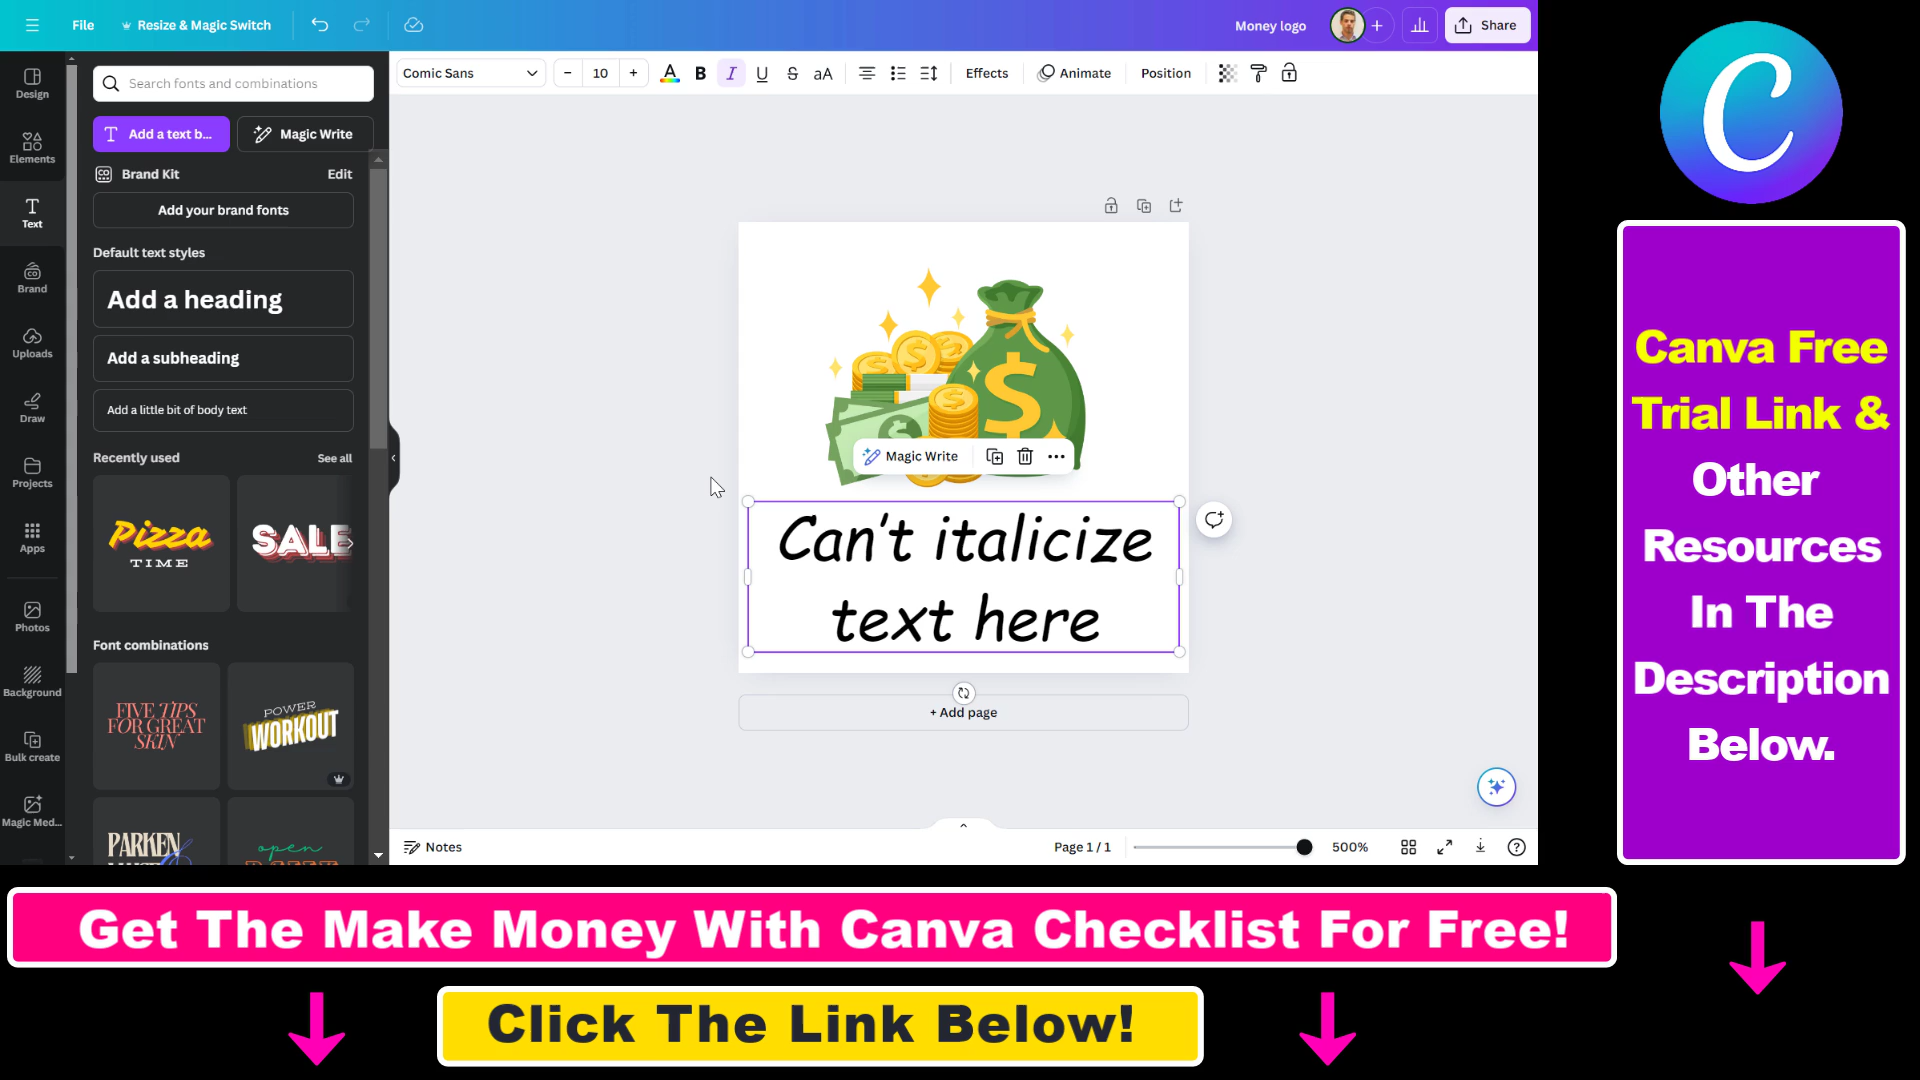 File
Resize & Magic Switch
Money logo
Share
Design
Elements
Text
Brand
Uploads
Draw
Projects
Apps
Photos
Background
Bulk create
Magic Med...
Search fonts and combinations
Add a text b...
Magic Write
Brand Kit
Edit
Add your brand fonts
Default text styles
Add a heading
Add a subheading
Add a little bit of body text
Recently used
See all
Pizza
TIME
SALE
Font combinations
FIVE TIPS
FOR GREAT
SKIN
POWER
WORKOUT
PARKEN
open
Comic Sans
10
A
B
I
U
S
aA
Effects
Animate
Position
Magic Write
Can't italicize
text here
+ Add page
Notes
Page 1 / 1
500%
C
Canva Free
Trial Link &
Other
Resources
In The
Description
Below.
Get The Make Money With Canva Checklist For Free!
Click The Link Below!